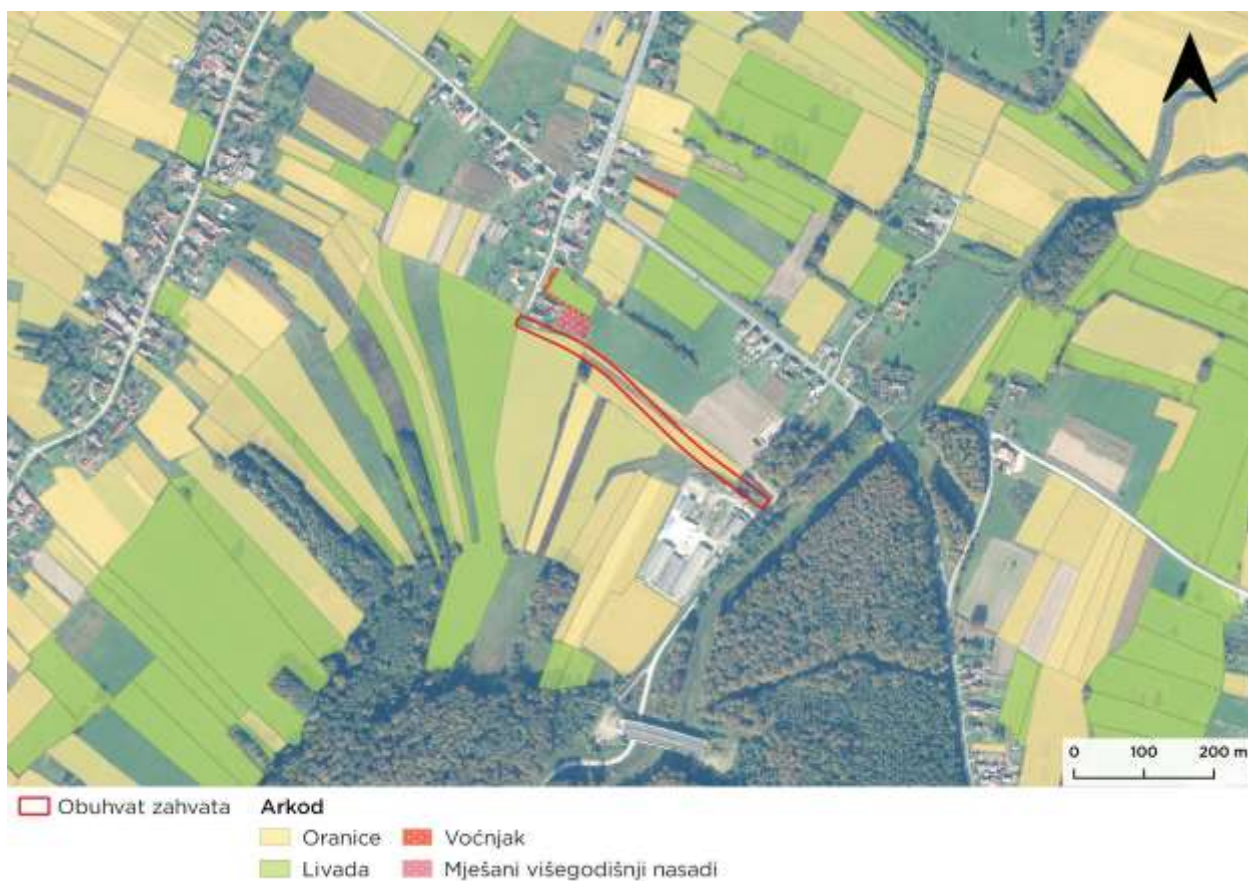 0 100 200 m
Obuhvat zahvata Arkod
Oranice Voćnjak
Livada Mješani višegodišnji nasadi